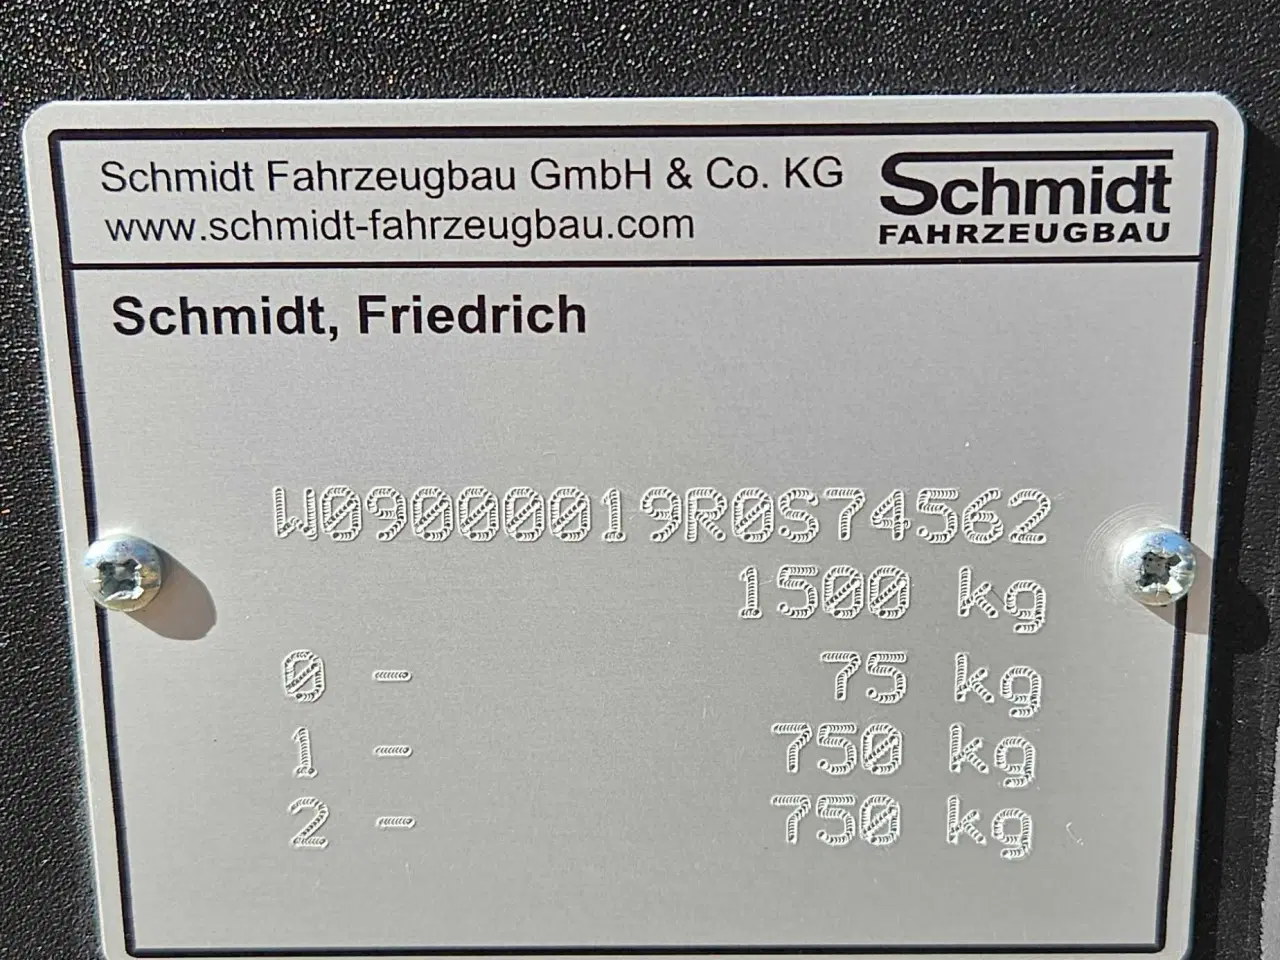 Schmidt Fahrzeugbau GmbH & Co. KG
www.schmidt-fahrzeugbau.com
Schmidt
FAHRZEUGBAU
Schmidt, Friedrich
W09000019R0S74562
1500 kg
0 - 75 kg
1 - 750 kg
2 - 750 kg